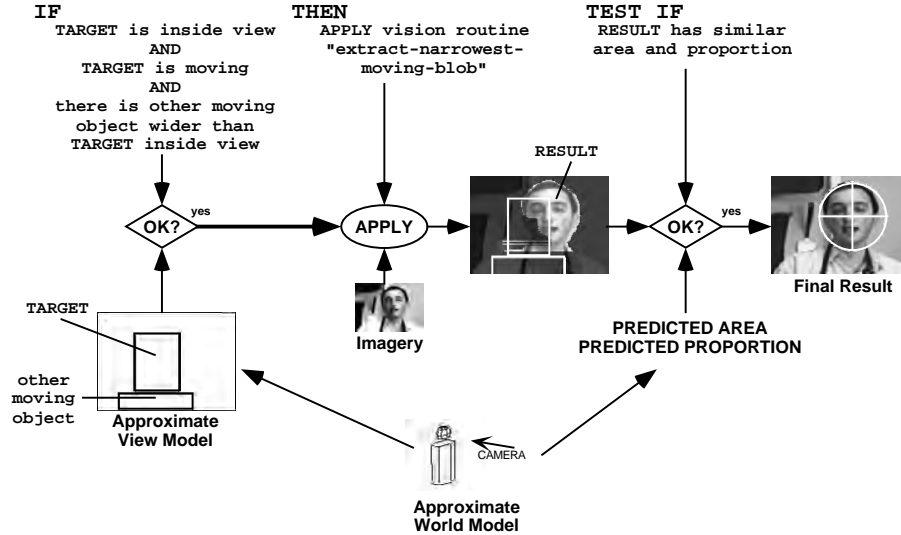 IF
TARGET is inside view
AND
TARGET is moving
AND
there is other moving
object wider than
TARGET inside view
THEN
APPLY vision routine
"extract-narrowest-
moving-blob"
TEST IF
RESULT has similar
area and proportion
RESULT
OK?
yes
APPLY
OK?
yes
Final Result
Imagery
TARGET
other
moving
object
Approximate
View Model
PREDICTED AREA
PREDICTED PROPORTION
CAMERA
Approximate
World Model